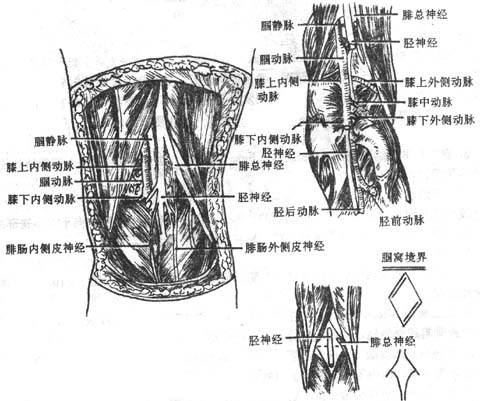 腘静脉
膝上内侧动脉
腘动脉
膝下内侧动脉
腓肠内侧皮神经
腓总神经
胫神经
腓肠外侧皮神经
腘静脉
腘动脉
膝上内侧
动脉
膝下内侧动脉
胫神经
胫后动脉
腓总神经
胫神经
膝上外侧动脉
膝中动脉
膝下外侧动脉
胫前动脉
腘窝境界
胫神经
腓总神经